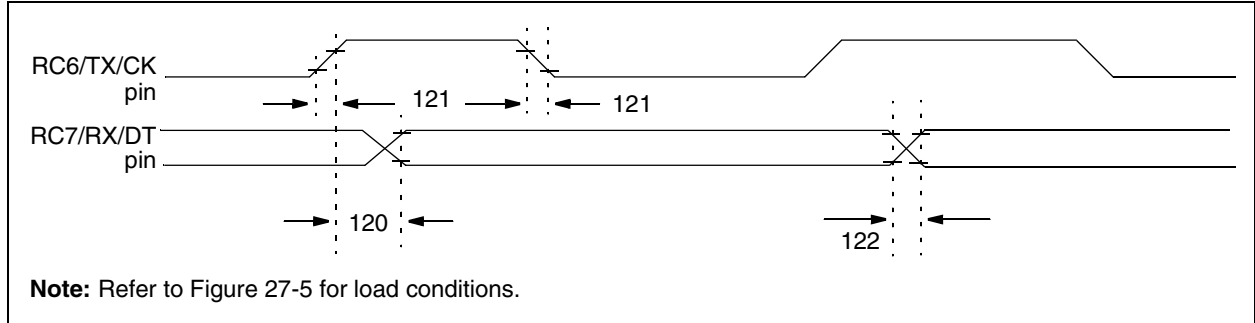 RC6/TX/CK
pin
121
121
RC7/RX/DT
pin
120
122
Note: Refer to Figure 27-5 for load conditions.